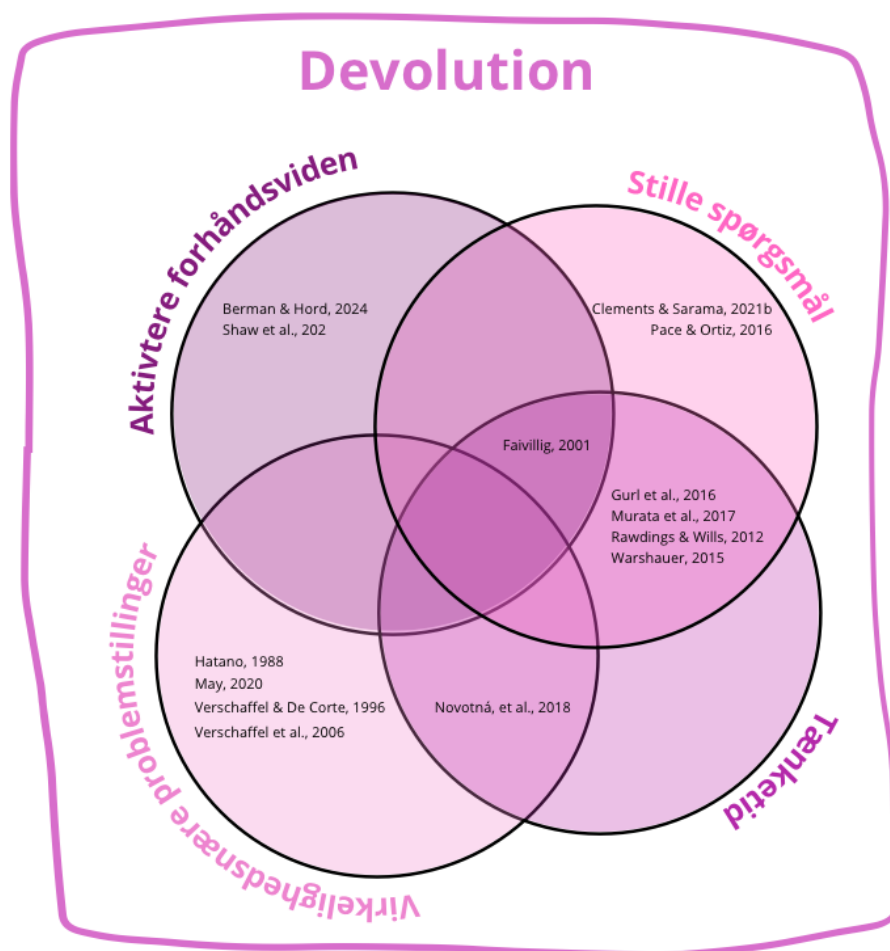 Devolution
Aktivtere forhåndsviden
Stille spørgsmål
Berman & Hord, 2024
Shaw et al., 202
Clements & Sarama, 2021b
Pace & Ortiz, 2016
Faivillig, 2001
Gurl et al., 2016
Murata et al., 2017
Rawdings & Wills, 2012
Warshauer, 2015
Virkelighedsnære problemstillinger
Hatano, 1988
May, 2020
Verschaffel & De Corte, 1996
Verschaffel et al., 2006
Novotná, et al., 2018
Tænketid